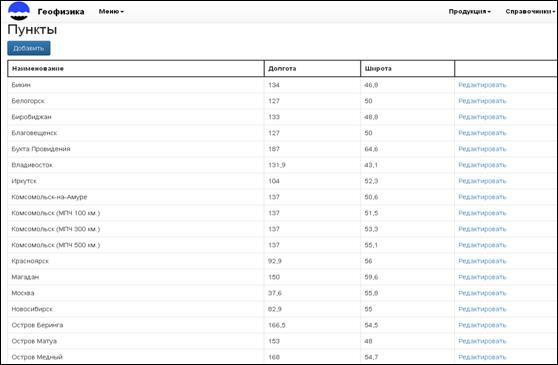 Геофизика Меню Продукция Справочники
Пункты
Добавить
Наименование Долгота Широта
Бикин 134 46,8 Редактировать
Белогорск 127 50 Редактировать
Биробиджан 133 48,8 Редактировать
Благовещенск 127 50 Редактировать
Бухта Провидения 187 64,6 Редактировать
Владивосток 131,9 43,1 Редактировать
Иркутск 104 52,3 Редактировать
Комсомольск-на-Амуре 137 50,6 Редактировать
Комсомольск (МПЧ 100 км.) 137 51,5 Редактировать
Комсомольск (МПЧ 300 км.) 137 53,3 Редактировать
Комсомольск (МПЧ 500 км.) 137 55,1 Редактировать
Красноярск 92,9 56 Редактировать
Магадан 150 59,6 Редактировать
Москва 37,6 55,8 Редактировать
Новосибирск 82,9 55 Редактировать
Остров Беринга 166,5 54,5 Редактировать
Остров Матуа 153 48 Редактировать
Остров Медный 168 54,7 Редактировать